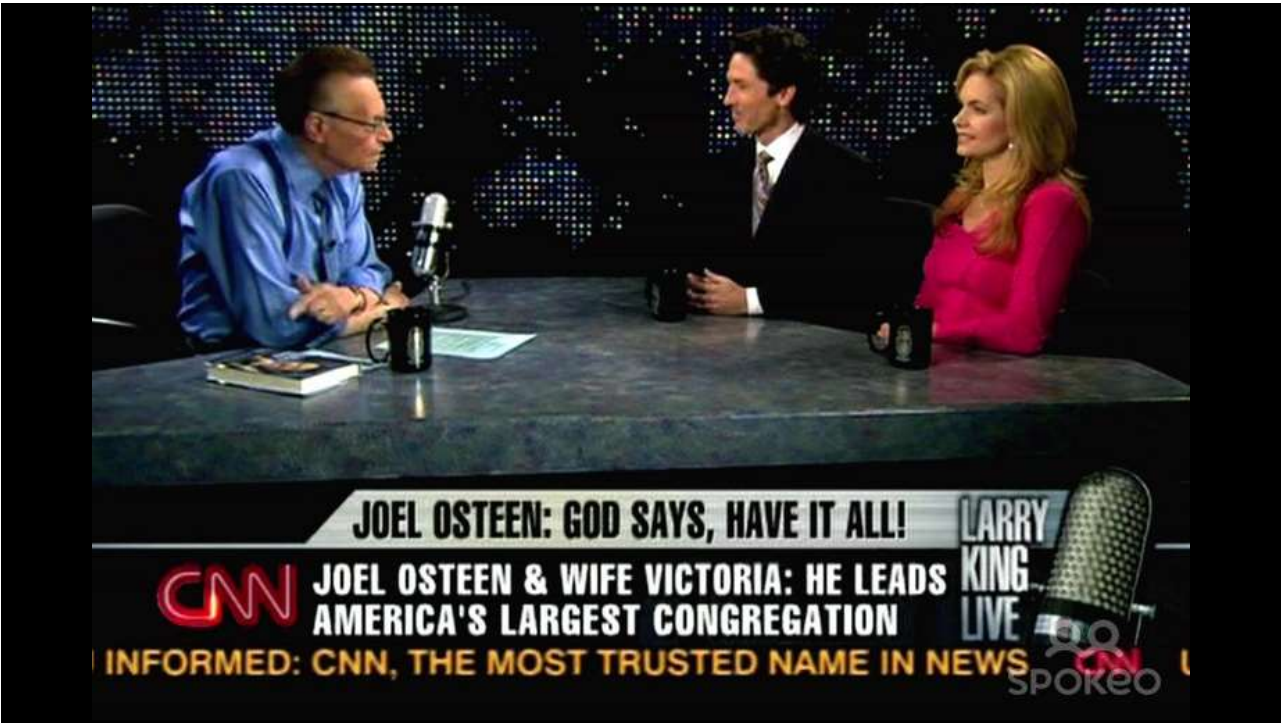 JOEL OSTEEN: GOD SAYS, HAVE IT ALL!
LARRY
KING
LIVE
CNN
JOEL OSTEEN & WIFE VICTORIA: HE LEADS
AMERICA'S LARGEST CONGREGATION
INFORMED: CNN, THE MOST TRUSTED NAME IN NEWS CNN
SPOKEO